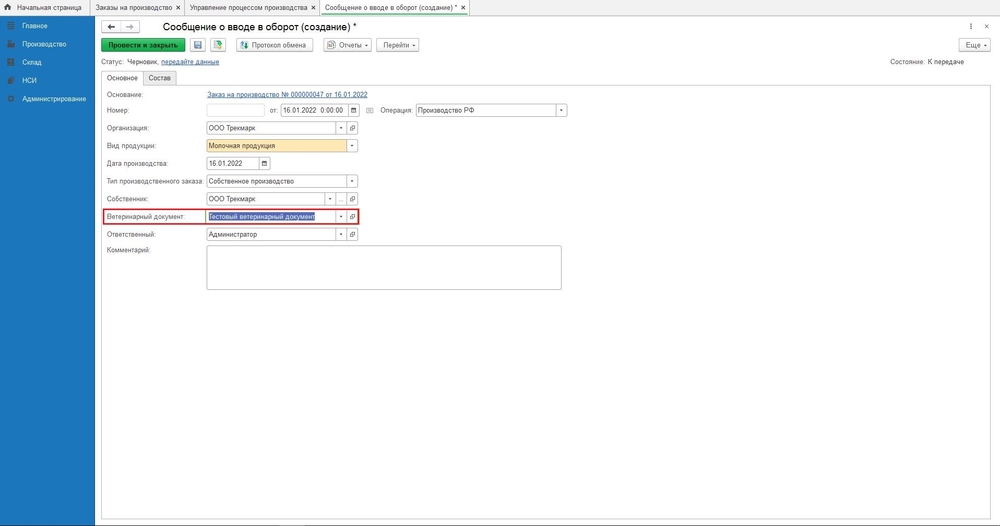 Начальная страница
Заказы на производство ×
Управление процессом производства ×
Сообщение о вводе в оборот (создание) * ×
Главное
Производство
Склад
НСИ
Администрирование
Сообщение о вводе в оборот (создание) *
Провести и закрыть
Протокол обмена
Отчеты
Перейти
Еще
Статус: Черновик, передайте данные
Состояние: К передаче
Основное
Состав
Основание: Заказ на производство № 000000047 от 16.01.2022
Номер: от: 16.01.2022 0:00:00 Операция: Производство РФ
Организация: ООО Трекмарк
Вид продукции: Молочная продукция
Дата производства: 16.01.2022
Тип производственного заказа: Собственное производство
Собственник: ООО Трекмарк ...
Ветеринарный документ: Тестовый ветеринарный документ
Ответственный: Администратор
Комментарий: